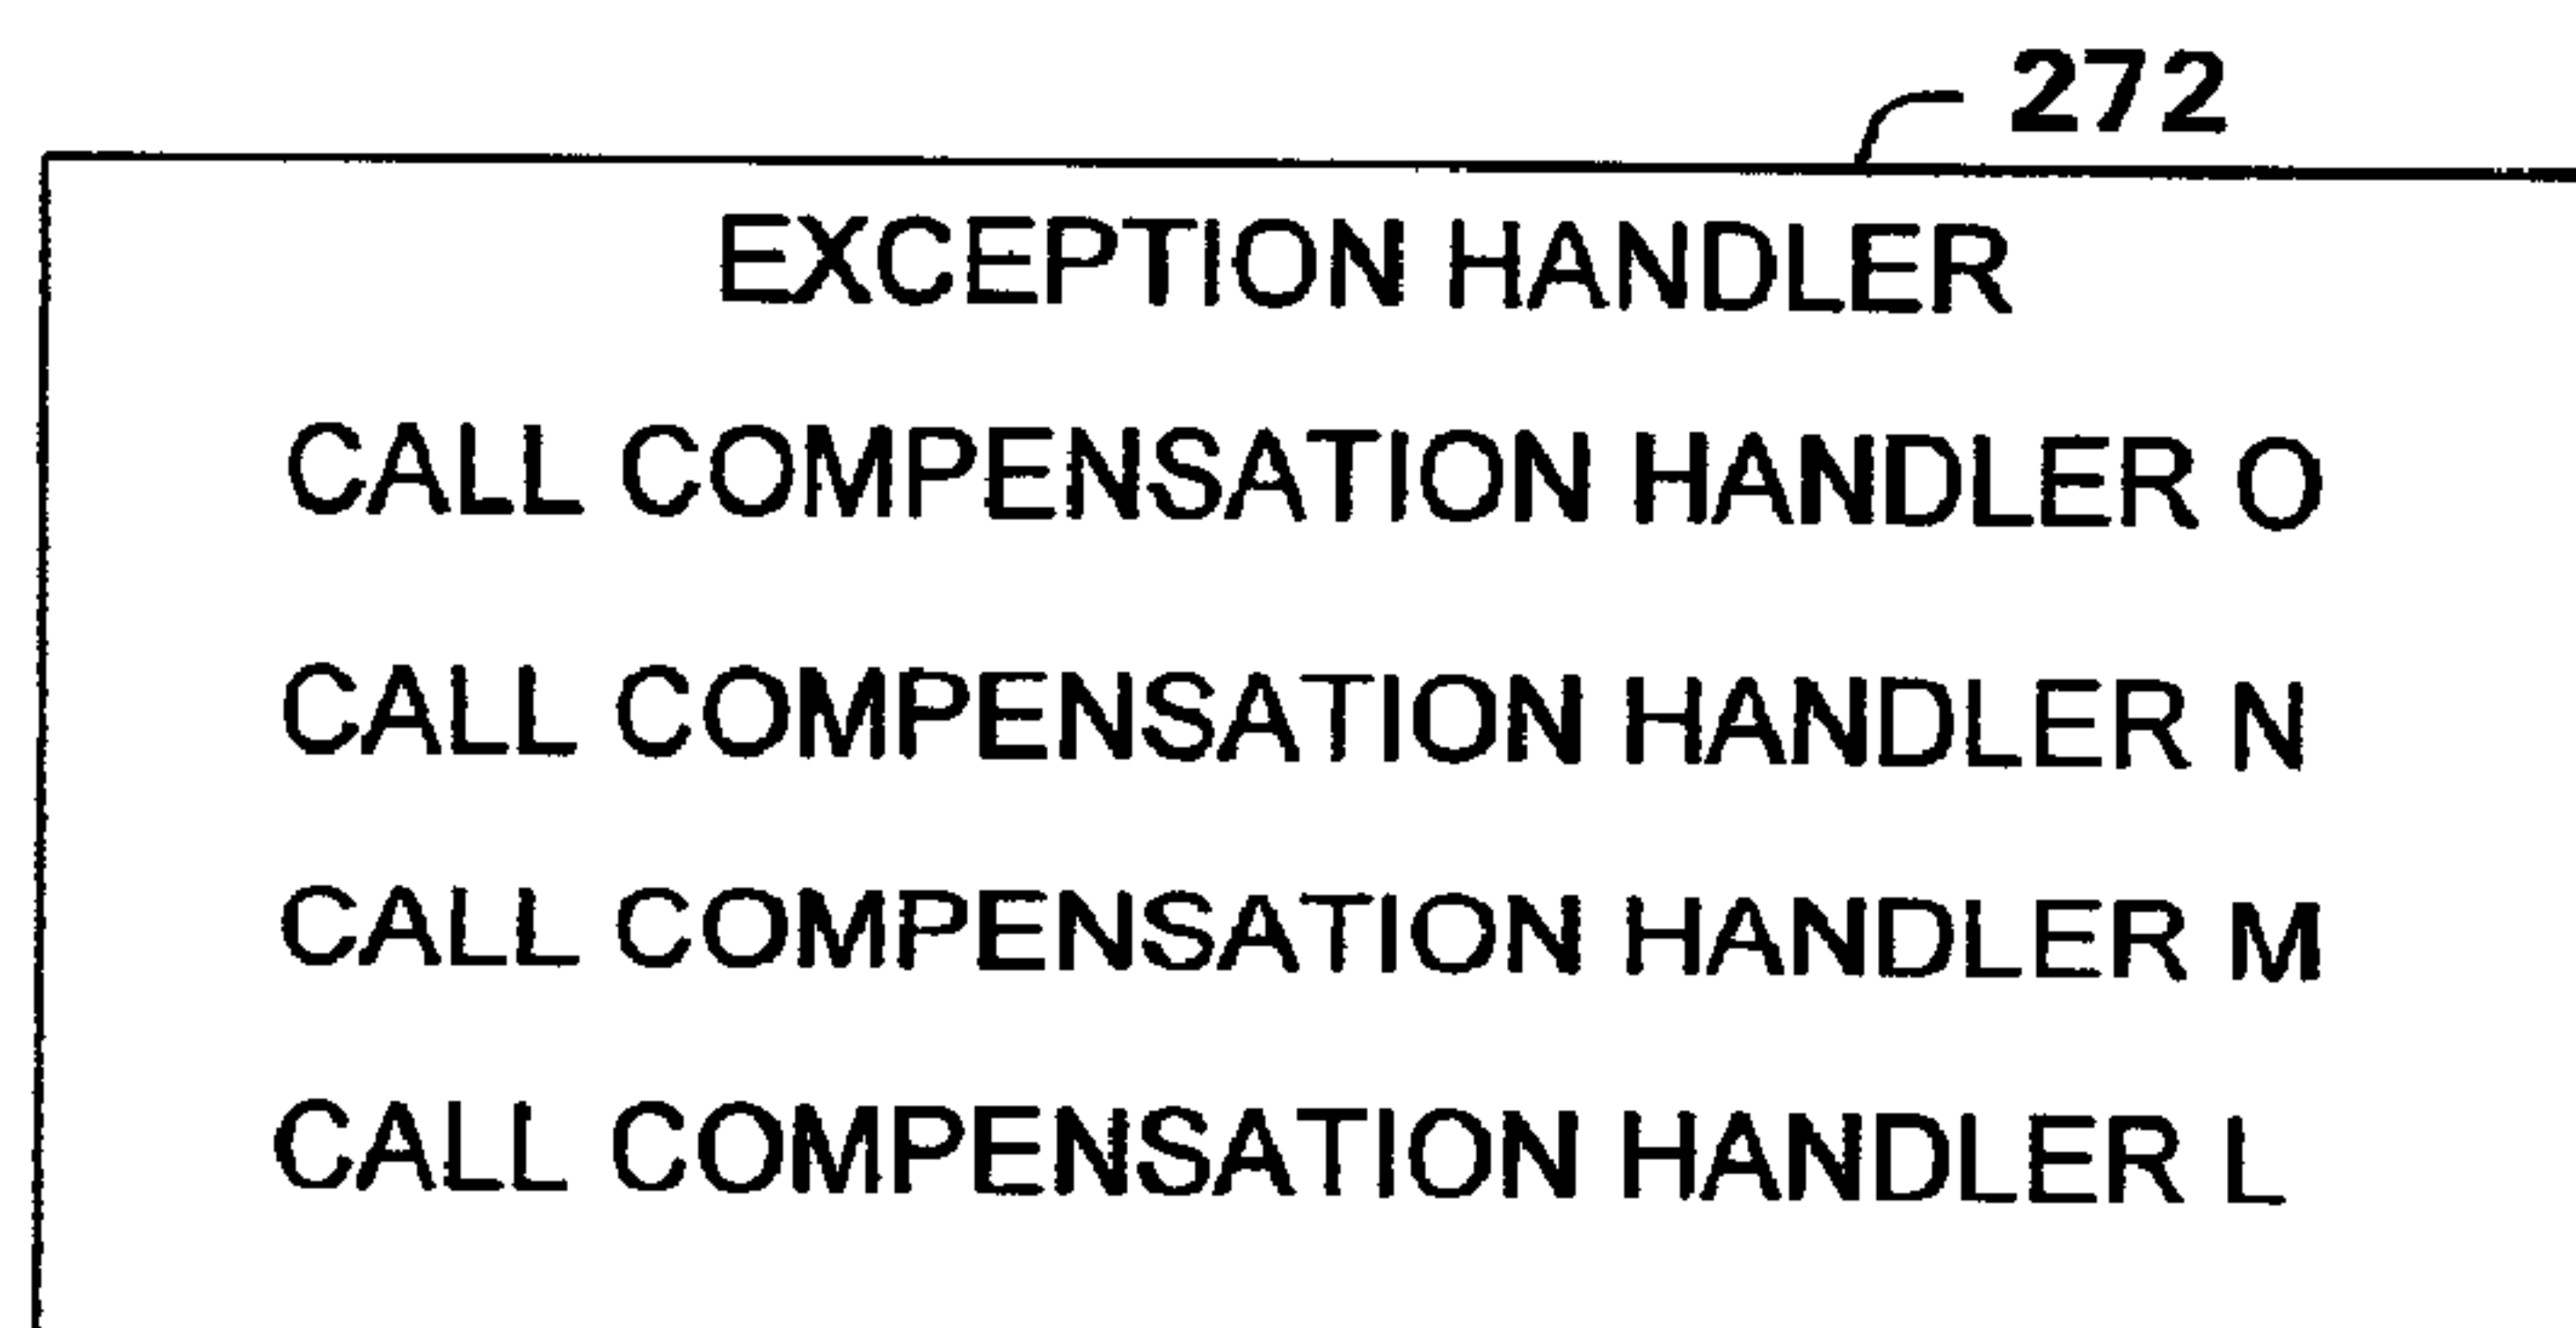 272
EXCEPTION HANDLER
CALL COMPENSATION HANDLER O
CALL COMPENSATION HANDLER N
CALL COMPENSATION HANDLER M
CALL COMPENSATION HANDLER L